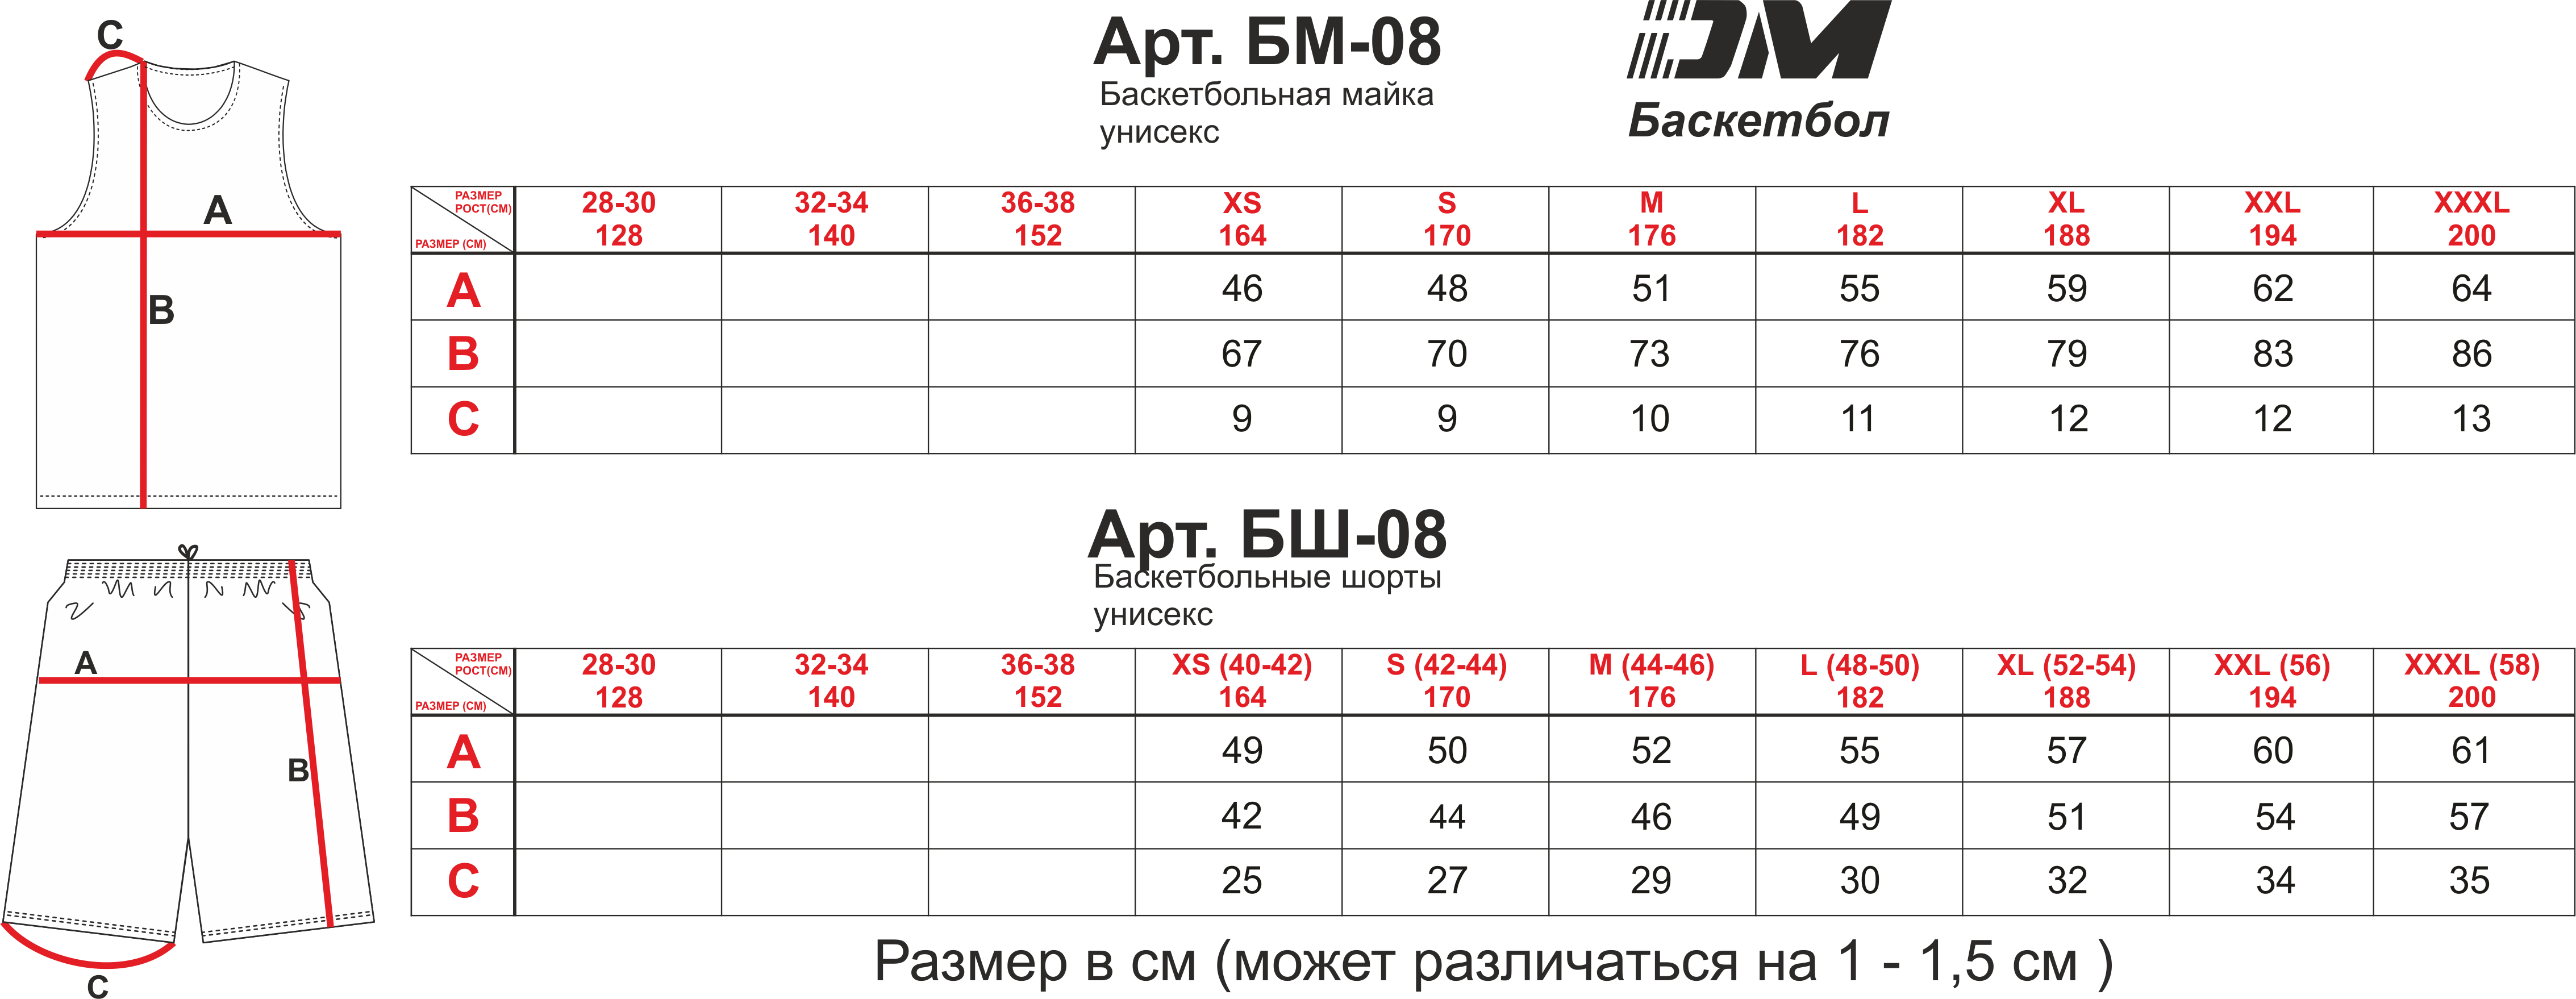 Арт. БМ-08
Баскетбольная майка
унисекс
DM
Баскетбол
C
A
B
РАЗМЕР
РОСТ(СМ)
РАЗМЕР (СМ)
28-30 32-34 36-38 XS S M L XL XXL XXXL
128 140 152 164 170 176 182 188 194 200
A 46 48 51 55 59 62 64
B 67 70 73 76 79 83 86
C 9 9 10 11 12 12 13
Арт. БШ-08
Баскетбольные шорты
унисекс
A
B
C
РАЗМЕР
РОСТ(СМ)
РАЗМЕР (СМ)
28-30 32-34 36-38 XS (40-42) S (42-44) M (44-46) L (48-50) XL (52-54) XXL (56) XXXL (58)
128 140 152 164 170 176 182 188 194 200
A 49 50 52 55 57 60 61
B 42 44 46 49 51 54 57
C 25 27 29 30 32 34 35
Размер в см (может различаться на 1 - 1,5 см )